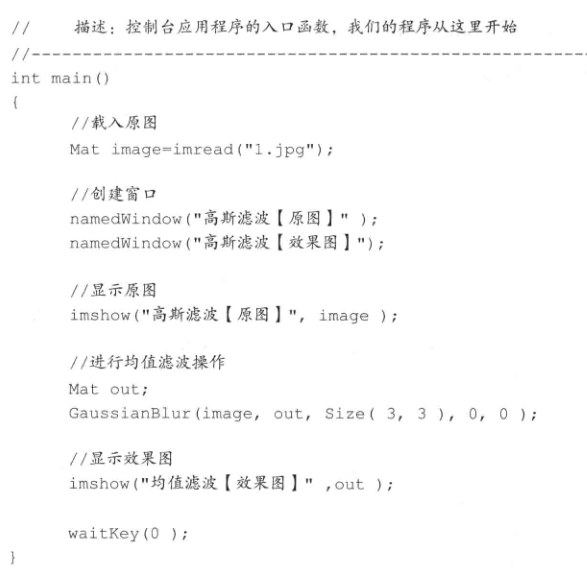 //     描述：控制台应用程序的入口函数，我们的程序从这里开始
//-----------------------------------------------------
int main()
{
      //载入原图
      Mat image=imread("1.jpg");

      //创建窗口
      namedWindow("高斯滤波【原图】" );
      namedWindow("高斯滤波【效果图】");

      //显示原图
      imshow("高斯滤波【原图】", image );

      //进行均值滤波操作
      Mat out;
      GaussianBlur(image, out, Size( 3, 3 ), 0, 0 );

      //显示效果图
      imshow("均值滤波【效果图】" ,out );

      waitKey(0 );
}